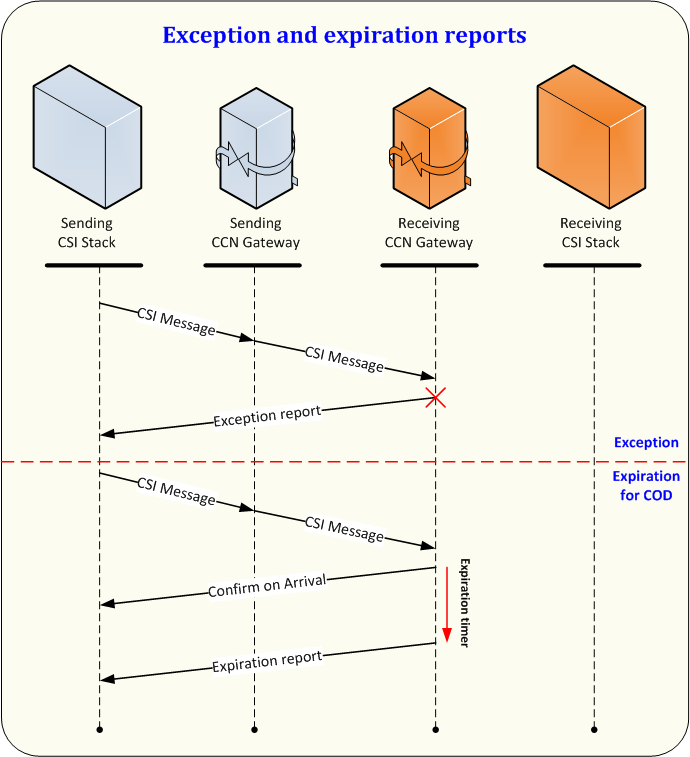 Exception and expiration reports
Sending
CSI Stack
Sending
CCN Gateway
Receiving
CCN Gateway
Receiving
CSI Stack
CSI Message
CSI Message
Exception report
Exception
Expiration
for COD
CSI Message
CSI Message
Confirm on Arrival
Expiration timer
Expiration report